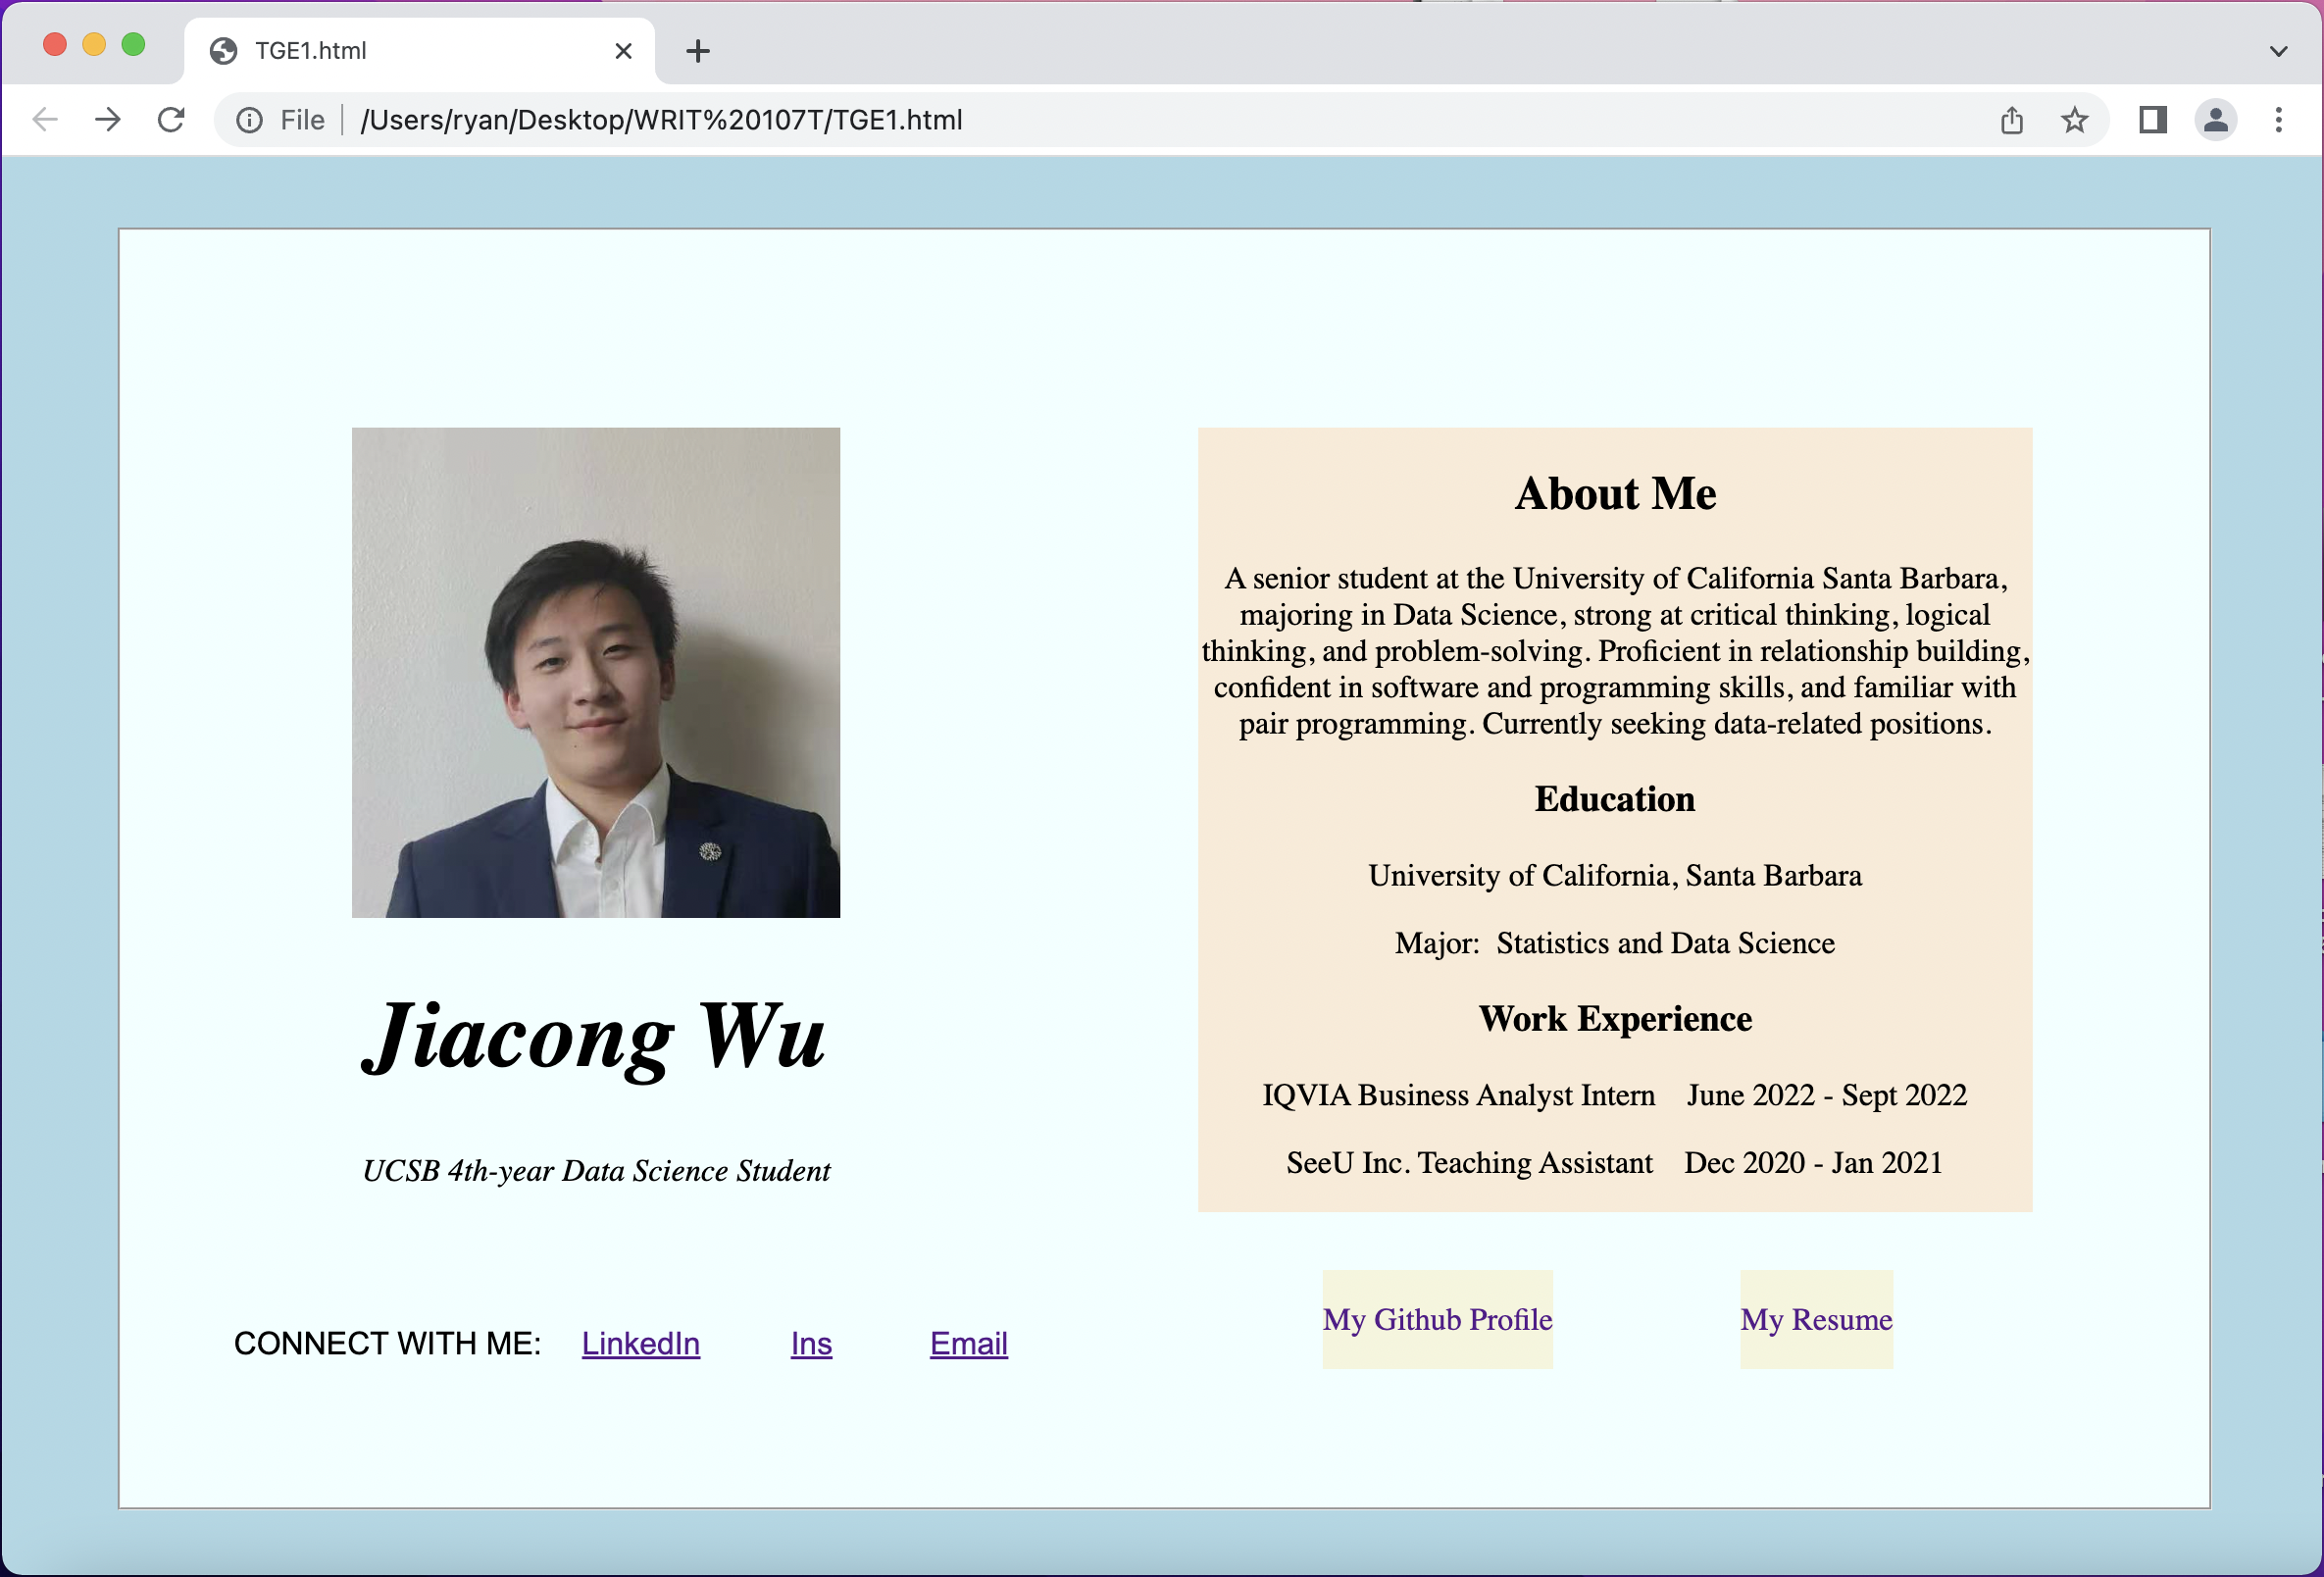 TGE1.html
File
/Users/ryan/Desktop/WRIT%20107T/TGE1.html
Jiacong Wu
UCSB 4th-year Data Science Student
CONNECT WITH ME: LinkedIn Ins Email
About Me
A senior student at the University of California Santa Barbara,
majoring in Data Science, strong at critical thinking, logical
thinking, and problem-solving. Proficient in relationship building,
confident in software and programming skills, and familiar with
pair programming. Currently seeking data-related positions.
Education
University of California, Santa Barbara
Major: Statistics and Data Science
Work Experience
IQVIA Business Analyst Intern June 2022 - Sept 2022
SeeU Inc. Teaching Assistant Dec 2020 - Jan 2021
My Github Profile
My Resume